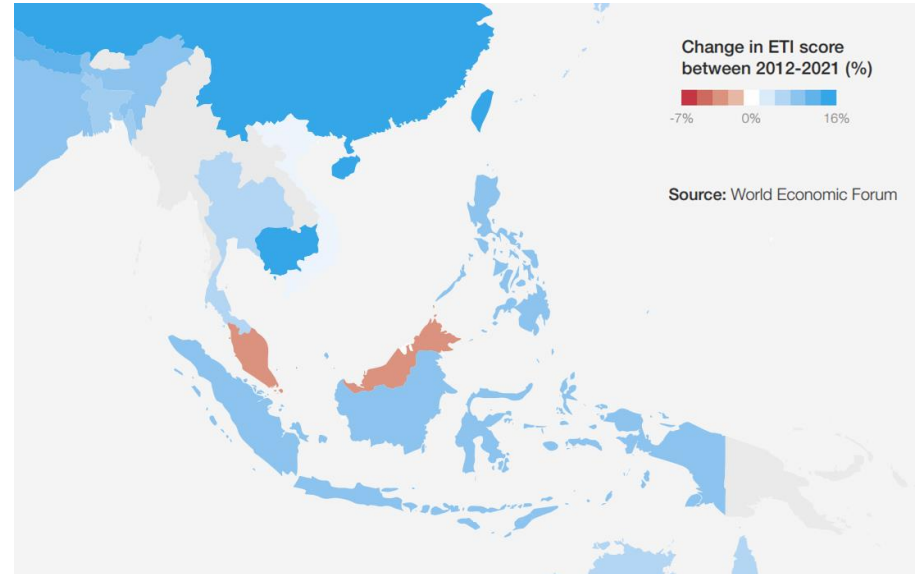 Change in ETI score
between 2012-2021 (%)
-7% 0% 16%
Source: World Economic Forum